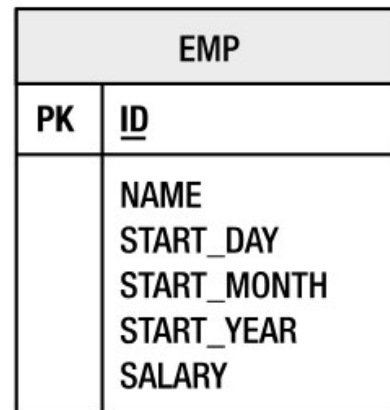 EMP
PK ID
NAME
START_DAY
START_MONTH
START_YEAR
SALARY